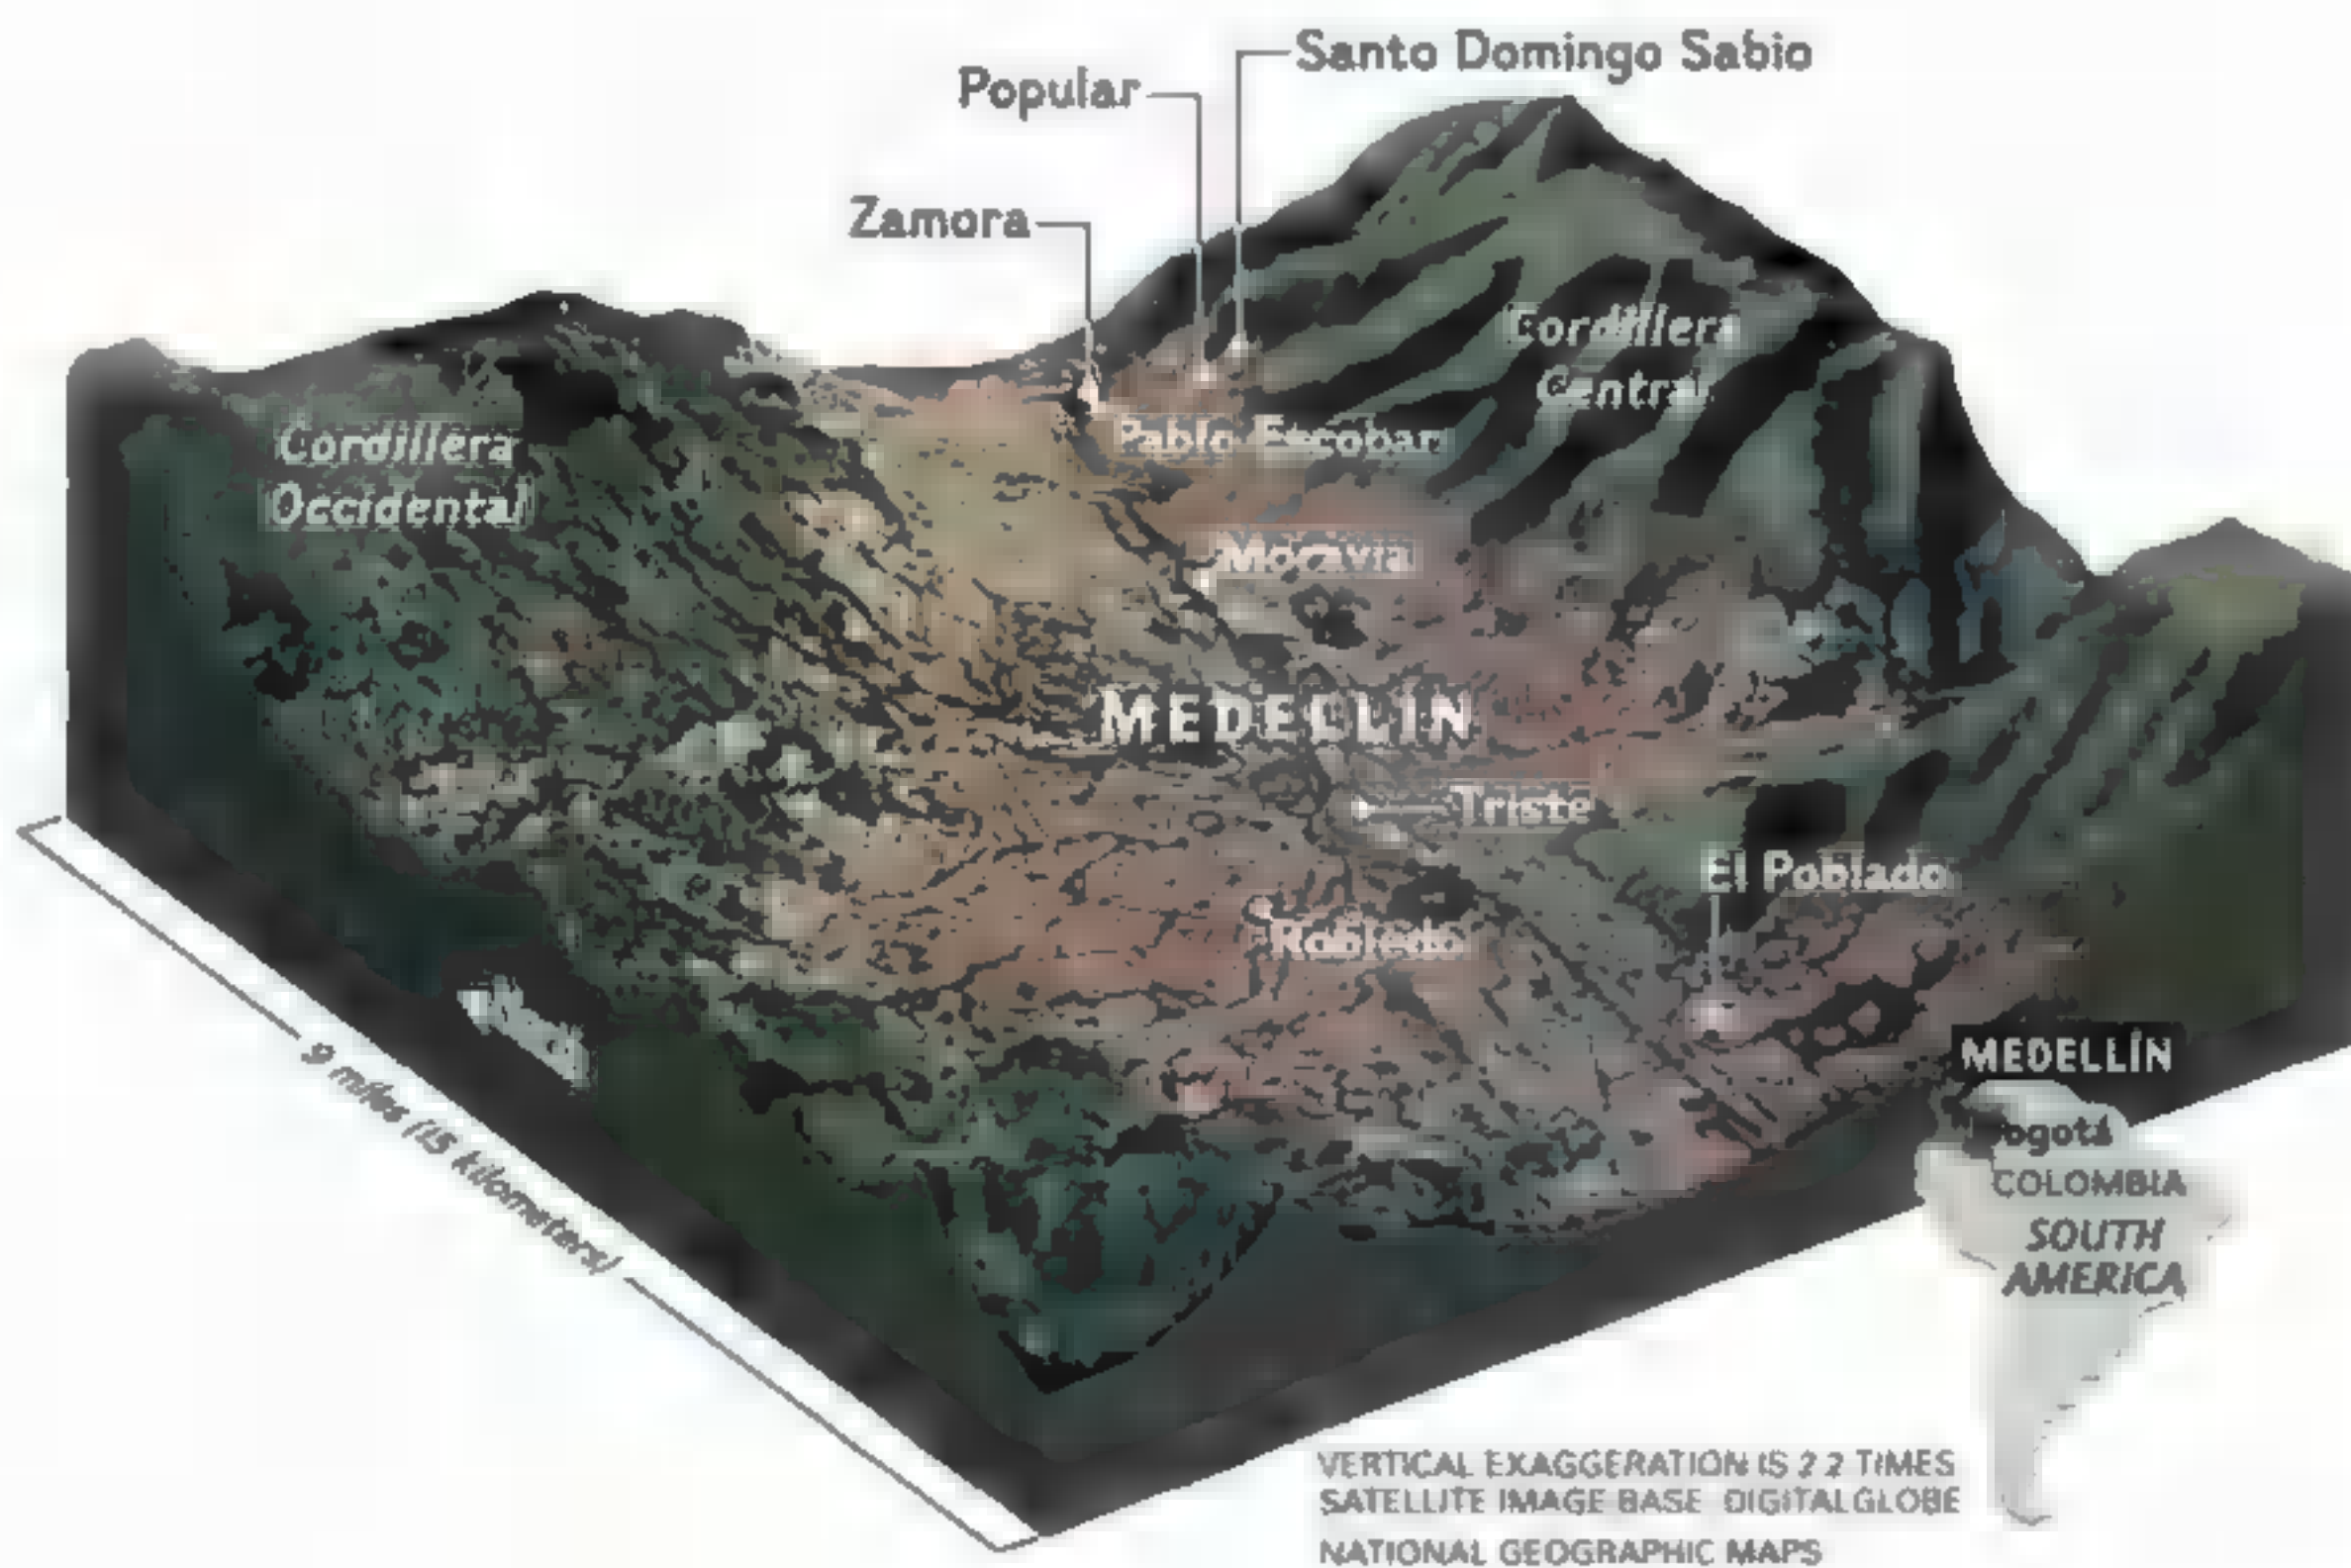 Santo Domingo Sabio
Popular
Zamora
Cordillera
Central
Pablo Escobar
Cordillera
Occidental
Moravia
MEDELLÍN
Triste
El Poblado
Robledo
9 miles (15 kilometers)
MEDELLÍN
Bogotá
COLOMBIA
SOUTH
AMERICA
VERTICAL EXAGGERATION IS 2.2 TIMES
SATELLITE IMAGE BASE DIGITALGLOBE
NATIONAL GEOGRAPHIC MAPS